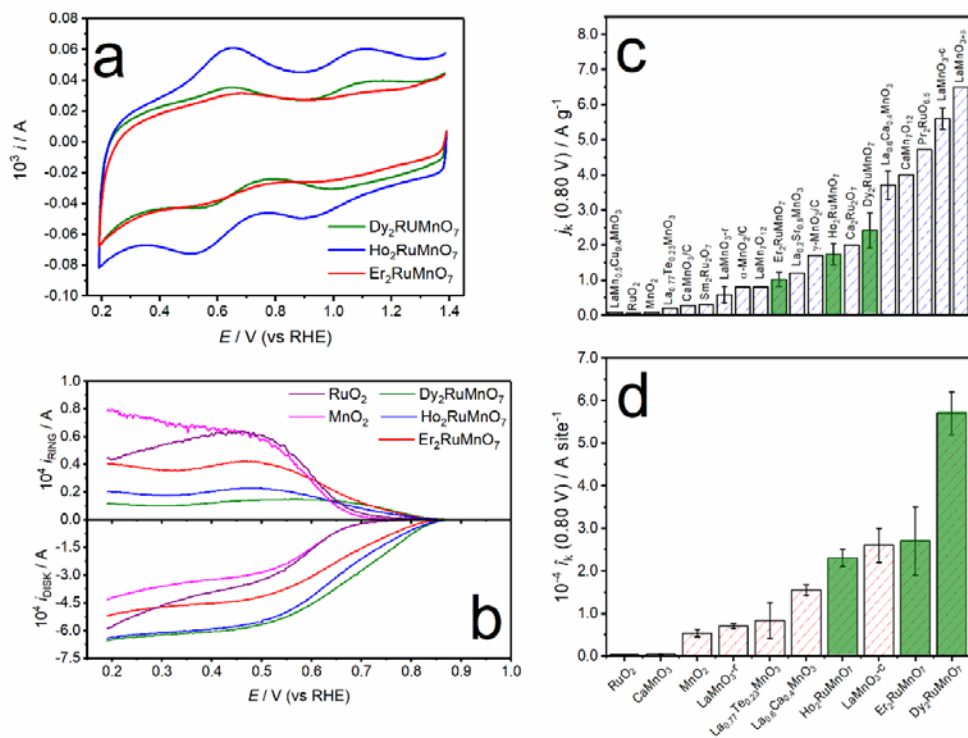 a
10³ i / A
0.08
0.06
0.04
0.02
0.00
-0.02
-0.04
-0.06
-0.08
-0.10
Dy₂RUMnO₇
Ho₂RuMnO₇
Er₂RuMnO₇
0.2 0.4 0.6 0.8 1.0 1.2 1.4
E / V (vs RHE)
b
10⁴ i_RING / A
1.0
0.8
0.6
0.4
0.2
0.0
RuO₂
MnO₂
Dy₂RuMnO₇
Ho₂RuMnO₇
Er₂RuMnO₇
10⁴ i_DISK / A
-1.5
-3.0
-4.5
-6.0
-7.5
0.2 0.3 0.4 0.5 0.6 0.7 0.8 0.9 1.0
E / V (vs RHE)
c
j_k (0.80 V) / A g⁻¹
8.0
7.0
6.0
5.0
4.0
3.0
2.0
1.0
0.0
LaMn₀.₅Cu₀.₄MnO₃
RuO₂
MnO₂
La₀.₇₇Te₀.₂₃MnO₃
CaMnO₃/C
Sm₂Ru₂O₇
LaMnO₃-r
α-MnO₂/C
LaMn₇O₁₂
Er₂RuMnO₇
La₀.₂Sr₀.₈MnO₃
γ-MnO₂/C
Ho₂RuMnO₇
Ca₂Ru₂O₇
Dy₂RuMnO₇
La₀.₆Ca₀.₄MnO₃
CaMn₇O₁₂
Pr₂RuO₆.₅
LaMnO₃-c
LaMnO₃₊δ
d
10⁻⁴ î_k (0.80 V) / A site⁻¹
6.0
5.0
4.0
3.0
2.0
1.0
0.0
RuO₂
CaMnO₃
MnO₂
LaMnO₃-r
La₀.₇₇Te₀.₂₃MnO₃
La₀.₆Ca₀.₄MnO₃
Ho₂RuMnO₇
LaMnO₃-c
Er₂RuMnO₇
Dy₂RuMnO₇